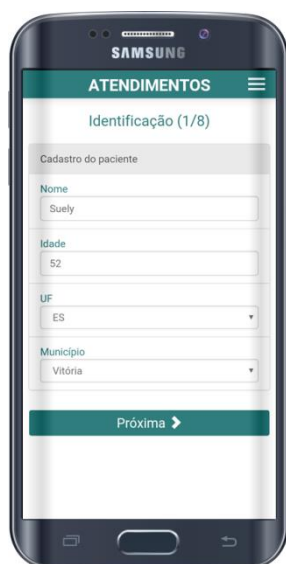 SAMSUNG
ATENDIMENTOS
Identificação (1/8)
Cadastro do paciente
Nome
Suely
Idade
52
UF
ES
Município
Vitória
Próxima